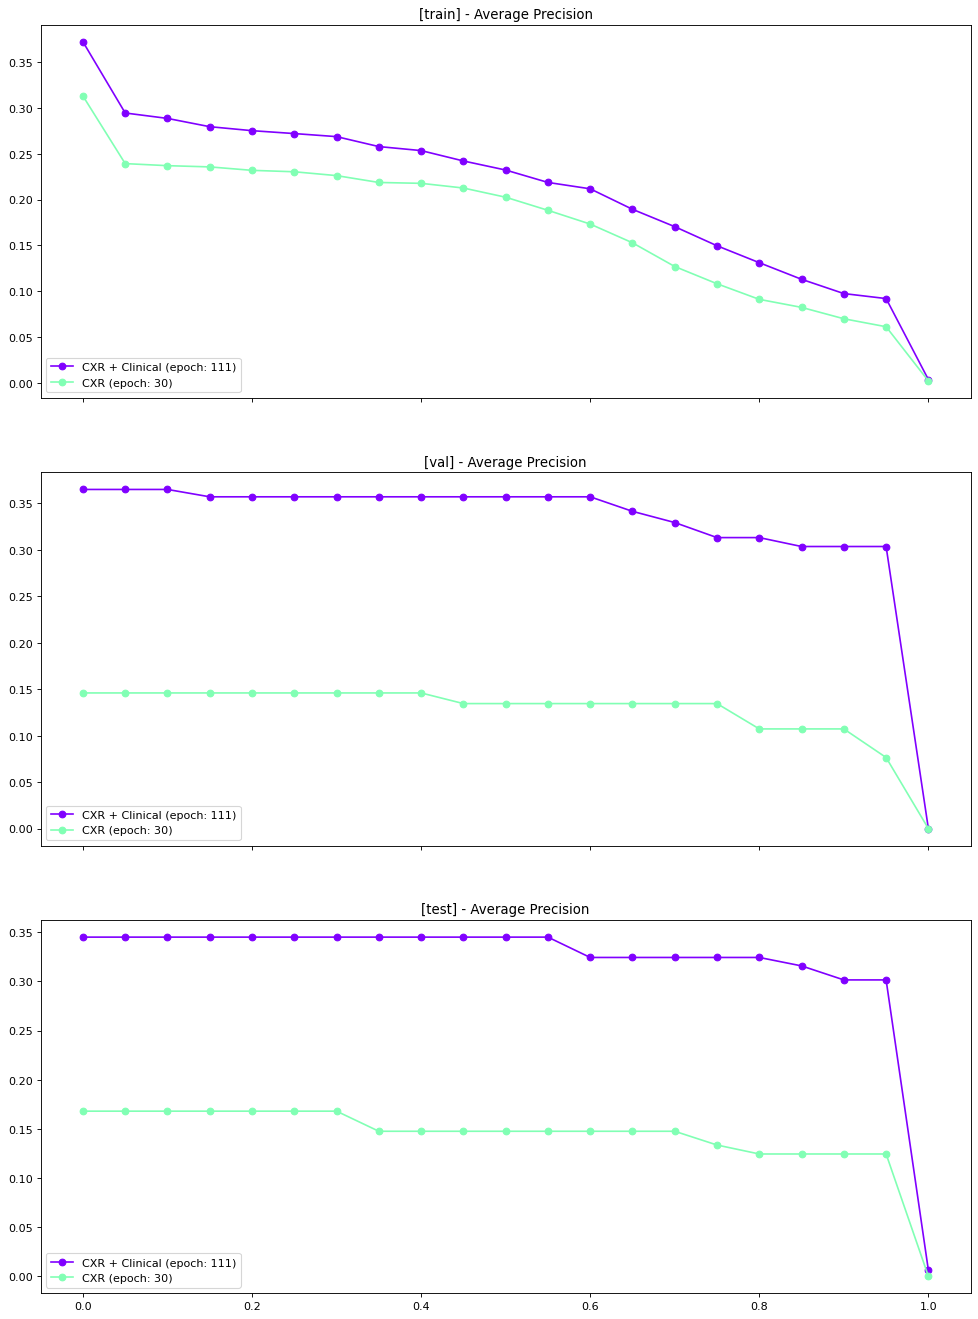 [train] - Average Precision
0.35
0.30
0.25
0.20
0.15
0.10
0.05
0.00
CXR + Clinical (epoch: 111)
CXR (epoch: 30)
[val] - Average Precision
0.35
0.30
0.25
0.20
0.15
0.10
0.05
0.00
CXR + Clinical (epoch: 111)
CXR (epoch: 30)
[test] - Average Precision
0.35
0.30
0.25
0.20
0.15
0.10
0.05
0.00
CXR + Clinical (epoch: 111)
CXR (epoch: 30)
0.0 0.2 0.4 0.6 0.8 1.0